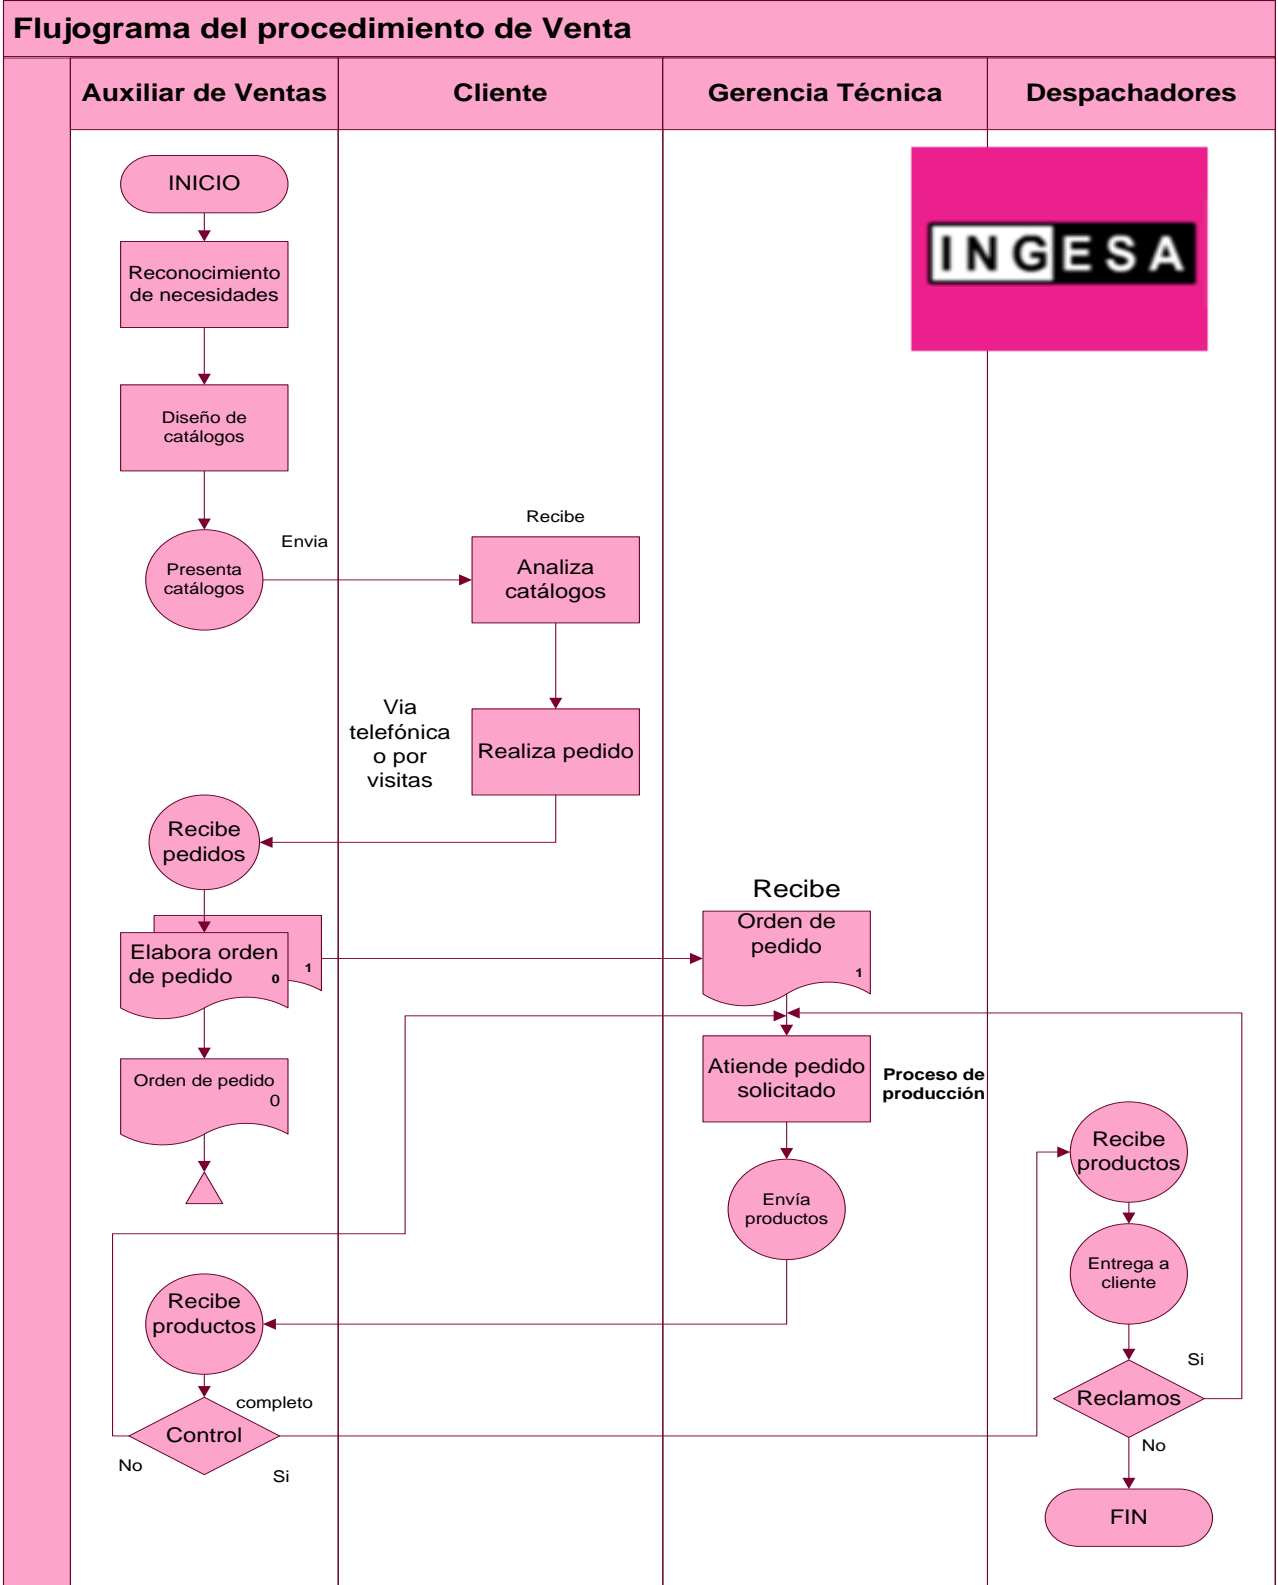 Flujograma del procedimiento de Venta
Auxiliar de Ventas
Cliente
Gerencia Técnica
Despachadores
INICIO
INGESA
Reconocimiento
de necesidades
Diseño de
catálogos
Presenta
catálogos
Envia
Recibe
Analiza
catálogos
Via
telefónica
o por
visitas
Realiza pedido
Recibe
pedidos
Elabora orden
de pedido
0
1
Recibe
Orden de
pedido
1
Orden de pedido
0
Atiende pedido
solicitado
Proceso de
producción
Envía
productos
Recibe
productos
Entrega a
cliente
Recibe
productos
completo
Control
No
Si
Si
Reclamos
No
FIN